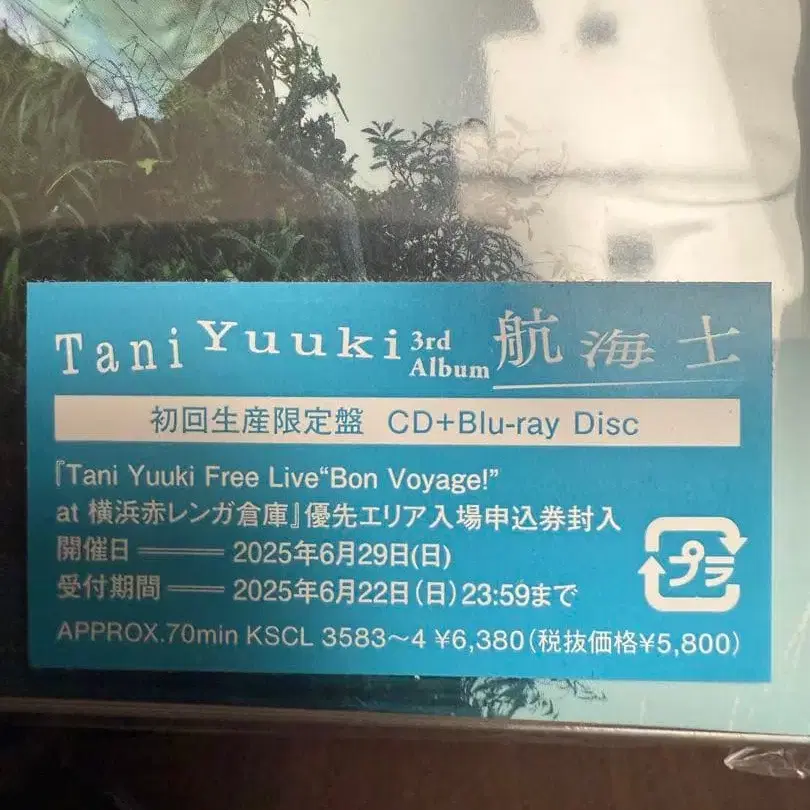 Tani Yuuki 3rd Album 航海士
初回生産限定盤 CD+Blu-ray Disc
『Tani Yuuki Free Live“Bon Voyage!”
at 横浜赤レンガ倉庫』優先エリア入場申込券封入
開催日 —— 2025年6月29日(日)
受付期間 —— 2025年6月22日(日)23:59まで
プラ
APPROX.70min KSCL 3583〜4 ¥6,380(税抜価格¥5,800)